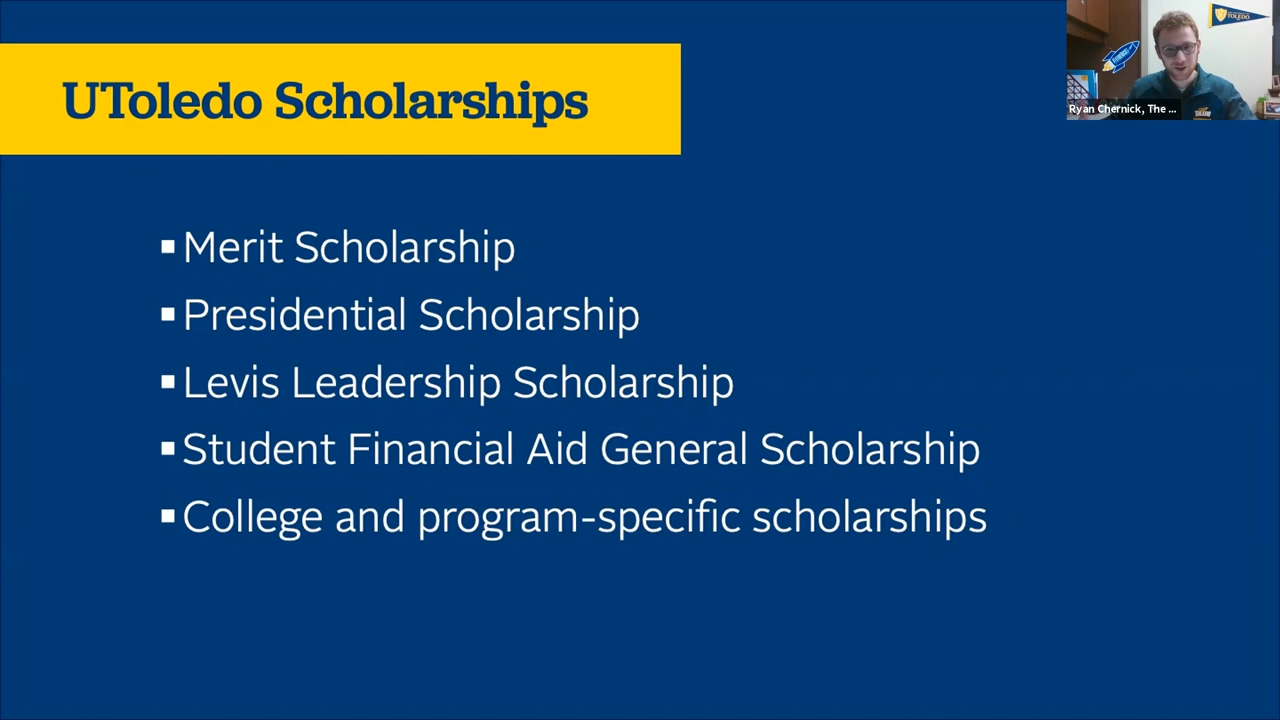 UToledo Scholarships
▪Merit Scholarship
▪Presidential Scholarship
▪Levis Leadership Scholarship
▪Student Financial Aid General Scholarship
▪College and program-specific scholarships
TOLEDO
Ryan Chernick, The ...